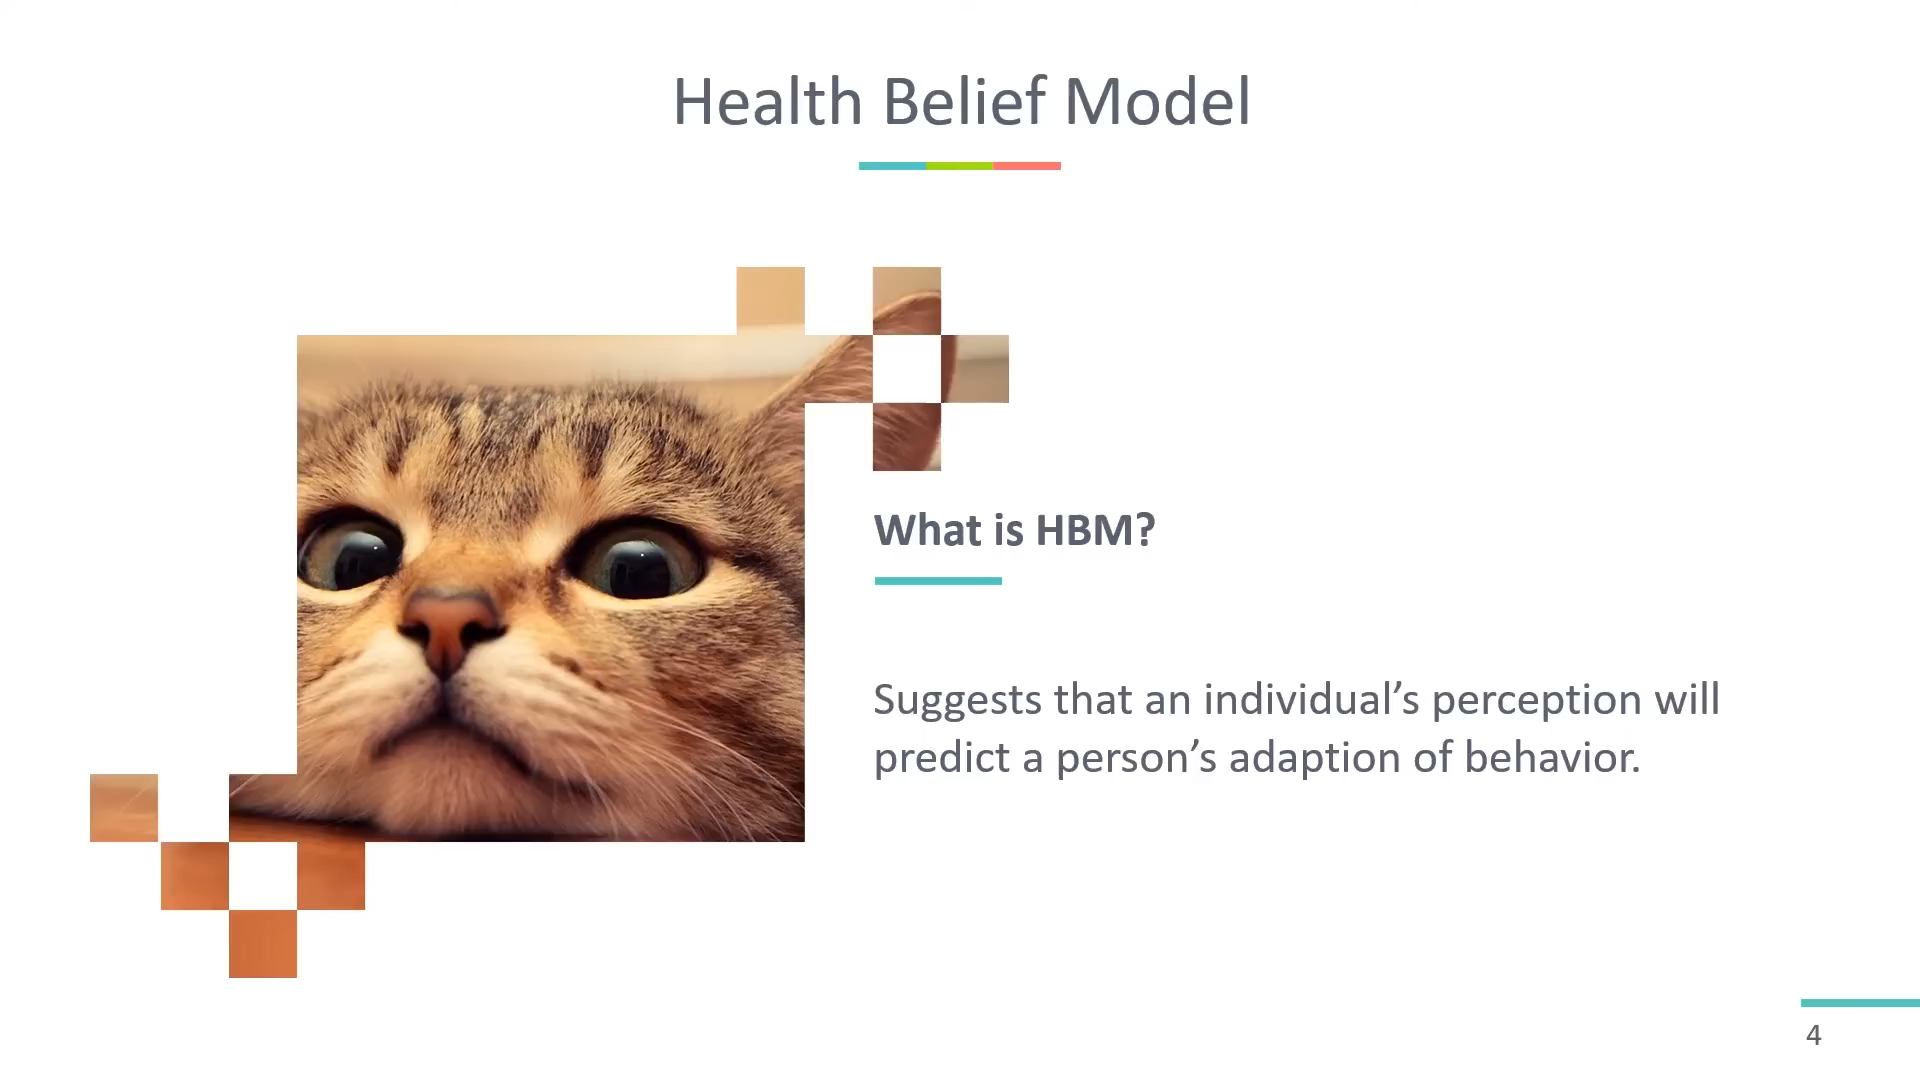 Health Belief Model
What is HBM?
Suggests that an individual’s perception will
predict a person’s adaption of behavior.
4